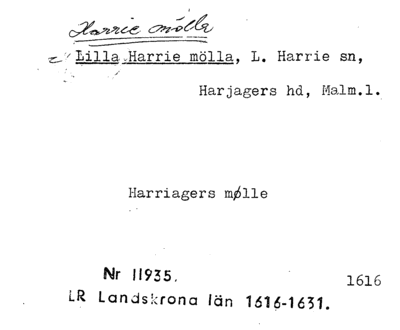 Harrie mölla
= Lilla Harrie mölla, L. Harrie sn,
Harjagers hd, Malm.l.
Harriagers mølle
Nr 11935.
1616
LR Landskrona län 1616-1631.